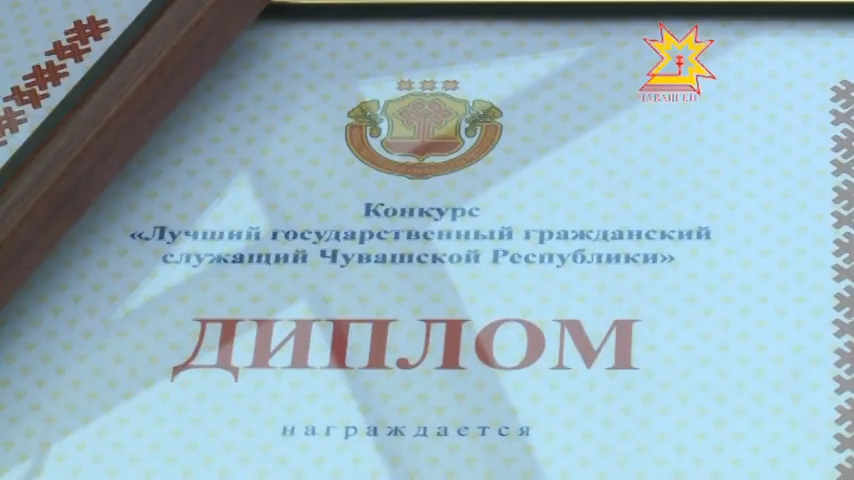 Конкурс
«Лучший государственный гражданский
служащий Чувашской Республики»
ДИПЛОМ
награждается